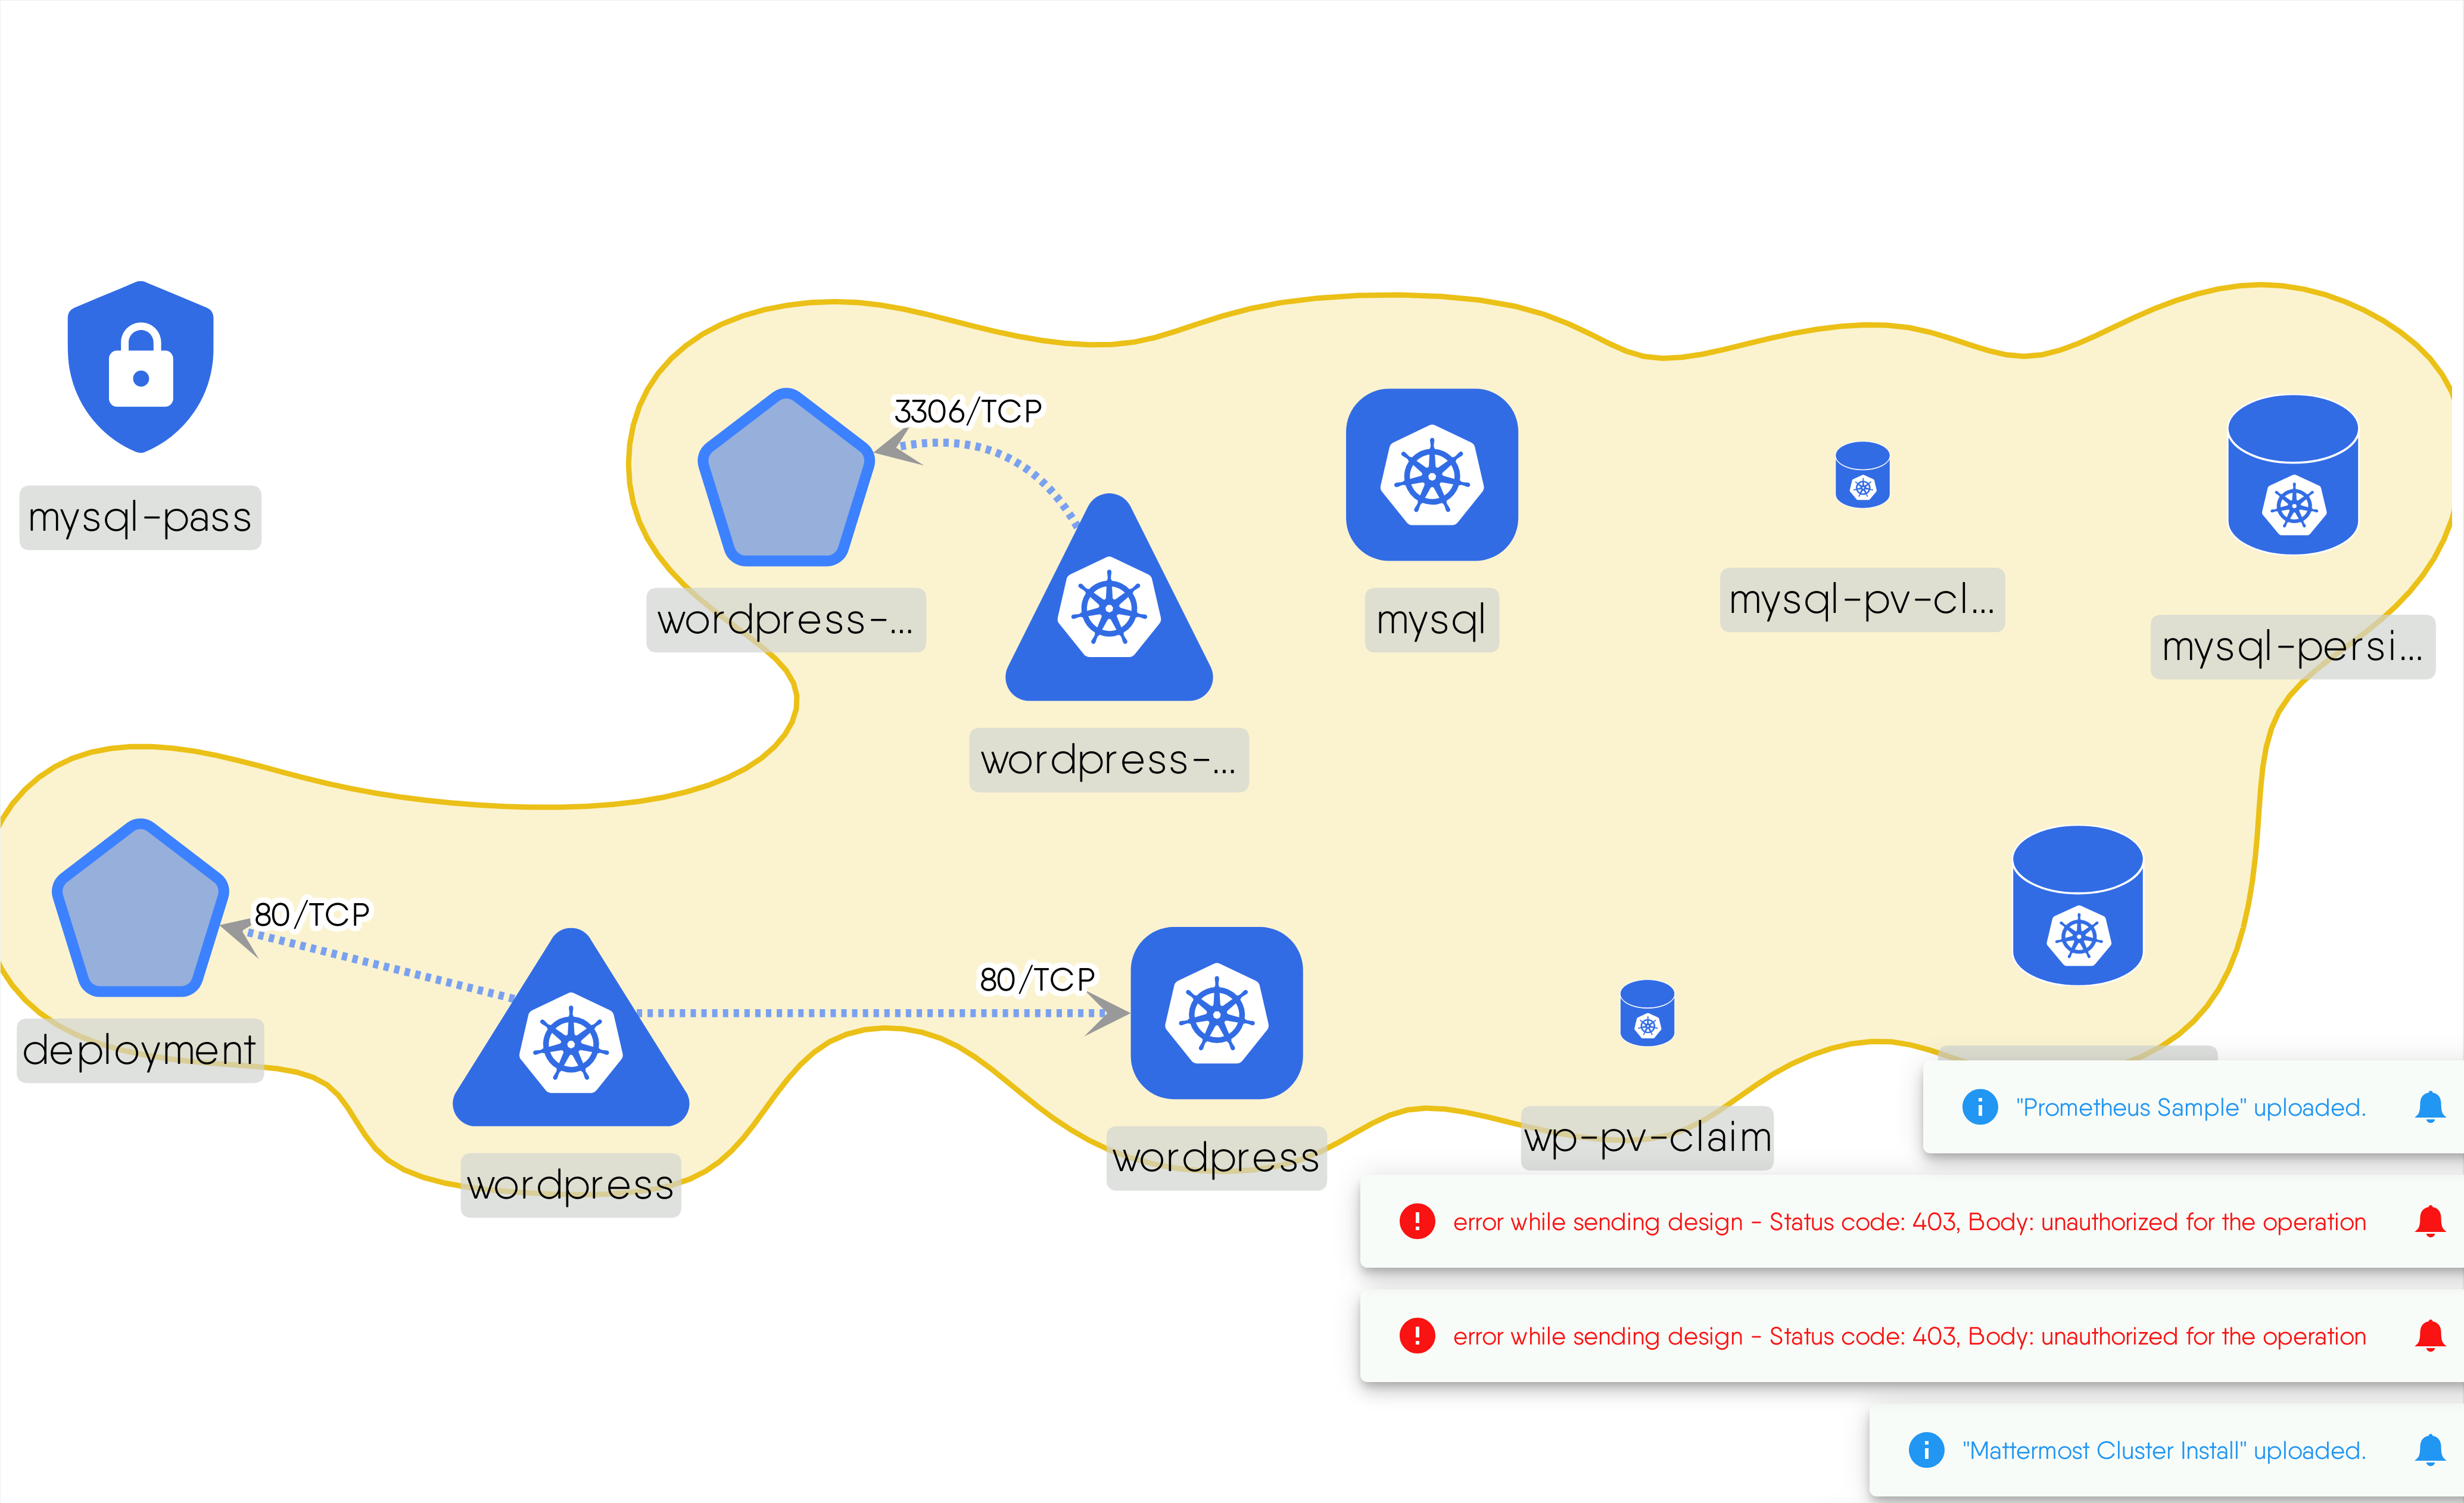 mysql-pass
3306/TCP
wordpress-...
wordpress-...
mysql
mysql-pv-cl...
mysql-persi...
80/TCP
deployment
wordpress
80/TCP
wordpress
wp-pv-claim
"Prometheus Sample" uploaded.
error while sending design - Status code: 403, Body: unauthorized for the operation
error while sending design - Status code: 403, Body: unauthorized for the operation
"Mattermost Cluster Install" uploaded.